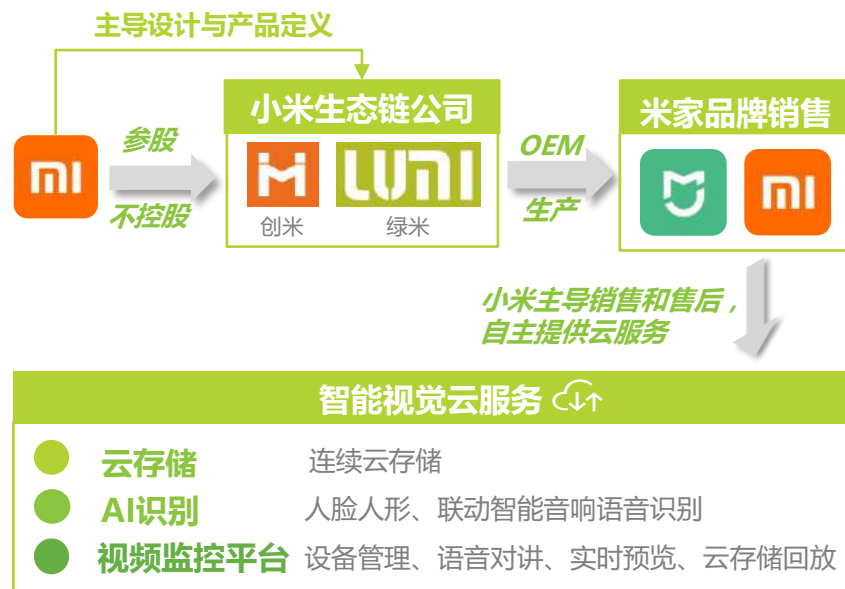 主导设计与产品定义
小米生态链公司
米家品牌销售
参股
不控股
LUMI
创米
绿米
OEM
生产
小米主导销售和售后，
自主提供云服务
智能视觉云服务
云存储 连续云存储
AI识别 人脸人形、联动智能音响语音识别
视频监控平台 设备管理、语音对讲、实时预览、云存储回放